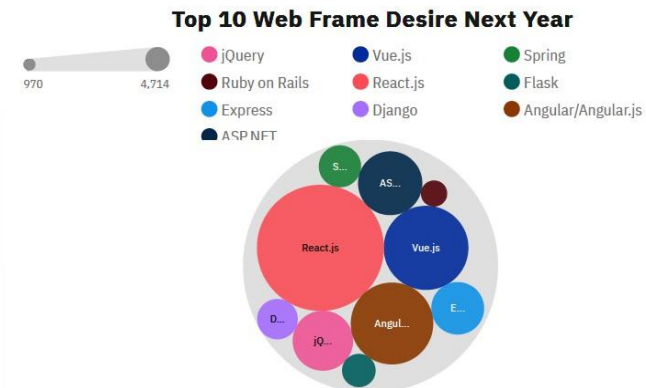 Top 10 Web Frame Desire Next Year
970 4,714
jQuery Vue.js Spring
Ruby on Rails React.js Flask
Express Django Angular/Angular.js
ASP.NET
S...
AS...
React.js Vue.js
D... jQ... Angul... E...